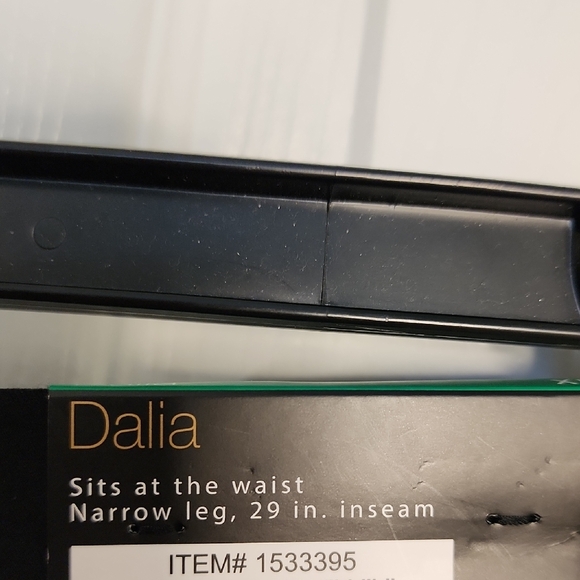 Dalia
Sits at the waist
Narrow leg, 29 in. inseam
ITEM# 1533395